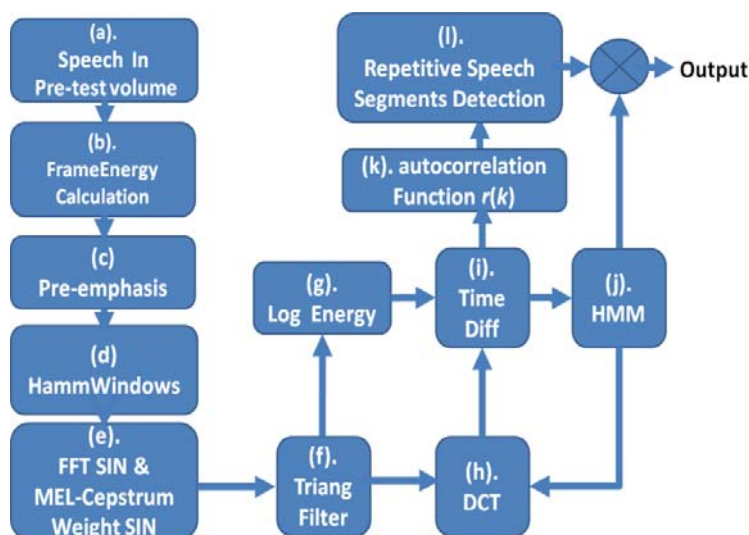 (a).
Speech In
Pre-test volume
(b).
FrameEnergy
Calculation
(c)
Pre-emphasis
(d)
HammWindows
(e).
FFT SIN &
MEL-Cepstrum
Weight SIN
(f).
Triang
Filter
(g).
Log Energy
(h).
DCT
(i).
Time
Diff
(j).
HMM
(k). autocorrelation
Function r(k)
(l).
Repetitive Speech
Segments Detection
Output